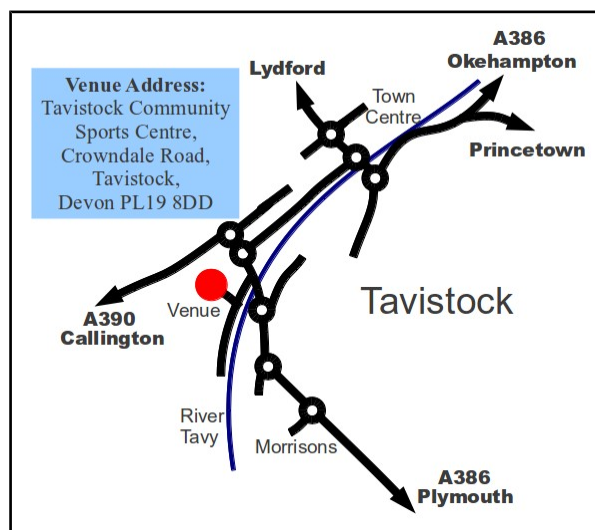 A386
Okehampton
Lydford
Venue Address:
Tavistock Community
Sports Centre,
Crowndale Road,
Tavistock,
Devon PL19 8DD
Town
Centre
Princetown
Tavistock
Venue
A390
Callington
River
Tavy
Morrisons
A386
Plymouth